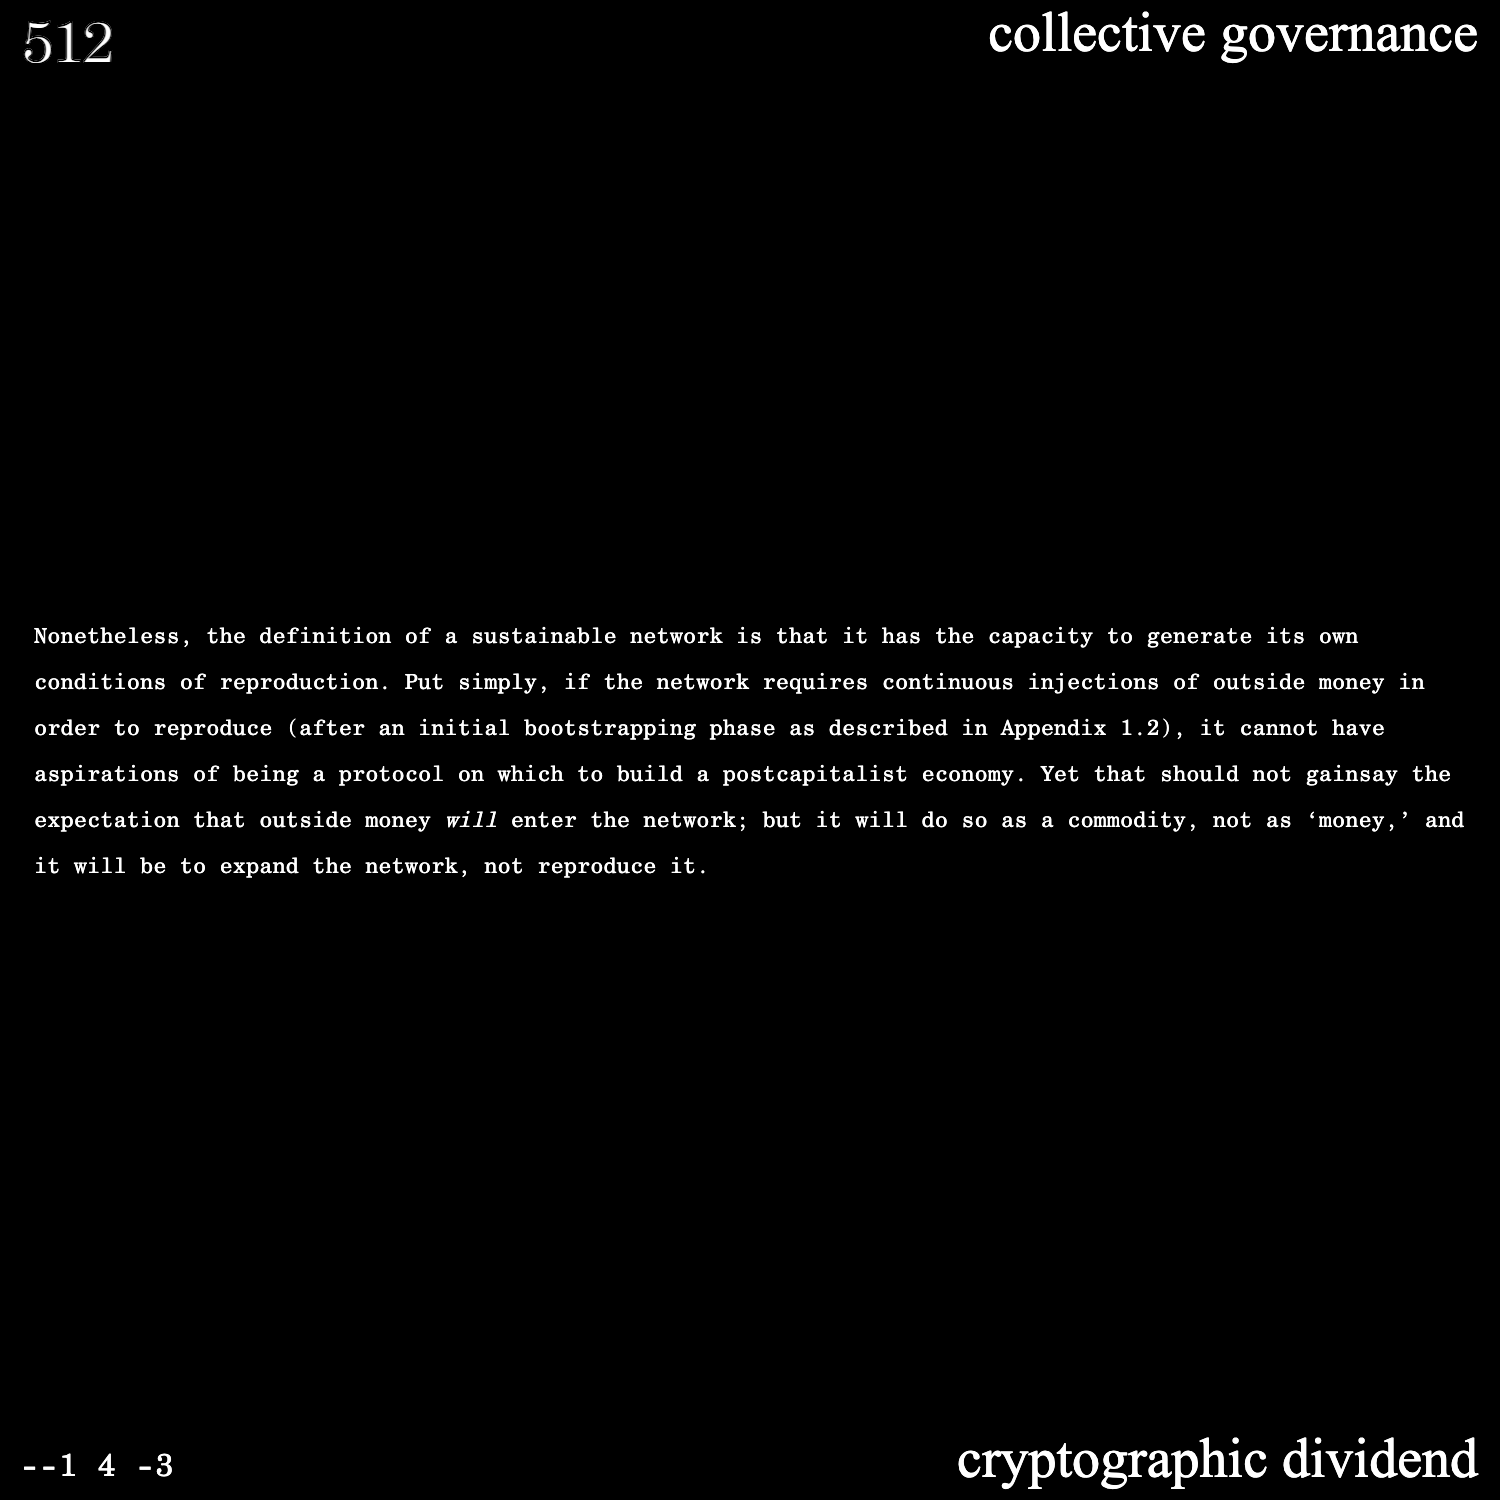 512
collective governance
Nonetheless, the definition of a sustainable network is that it has the capacity to generate its own
conditions of reproduction. Put simply, if the network requires continuous injections of outside money in
order to reproduce (after an initial bootstrapping phase as described in Appendix 1.2), it cannot have
aspirations of being a protocol on which to build a postcapitalist economy. Yet that should not gainsay the
expectation that outside money will enter the network; but it will do so as a commodity, not as ‘money,’ and
it will be to expand the network, not reproduce it.
--1 4 -3
cryptographic dividend